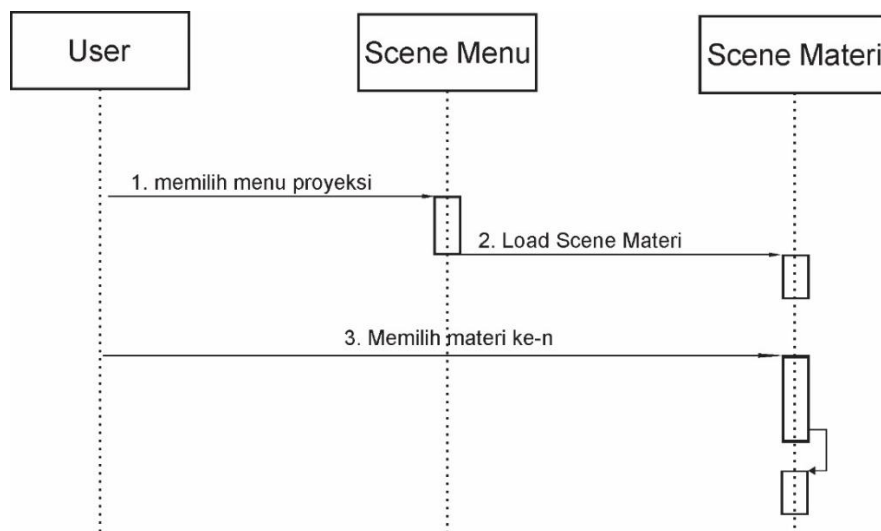 User
Scene Menu
Scene Materi
1. memilih menu proyeksi
2. Load Scene Materi
3. Memilih materi ke-n